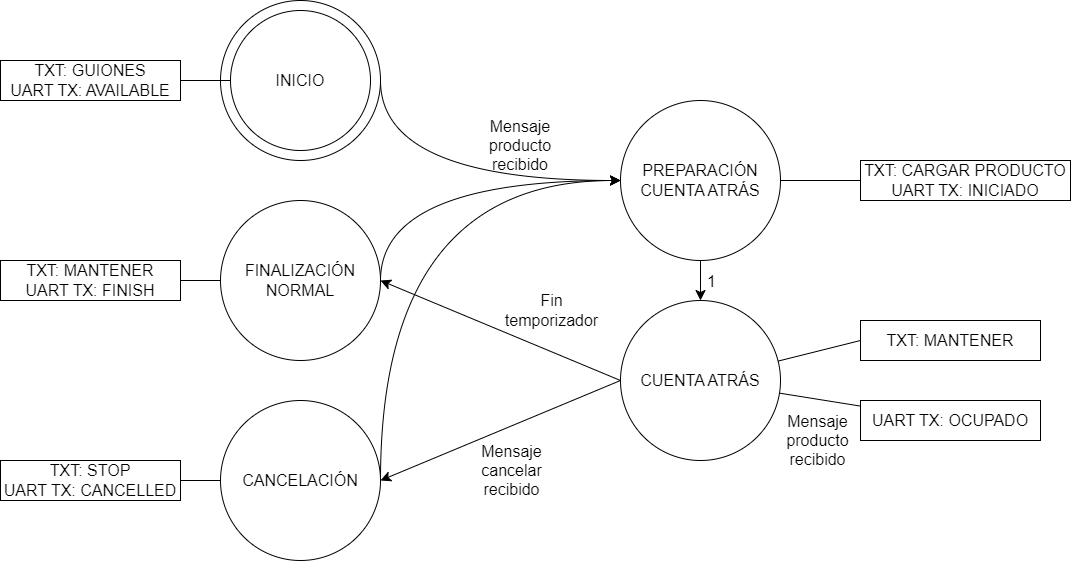 TXT: GUIONES
UART TX: AVAILABLE
INICIO
Mensaje
producto
recibido
PREPARACIÓN
CUENTA ATRÁS
TXT: CARGAR PRODUCTO
UART TX: INICIADO
TXT: MANTENER
UART TX: FINISH
FINALIZACIÓN
NORMAL
1
Fin
temporizador
CUENTA ATRÁS
TXT: MANTENER
UART TX: OCUPADO
Mensaje
producto
recibido
TXT: STOP
UART TX: CANCELLED
CANCELACIÓN
Mensaje
cancelar
recibido